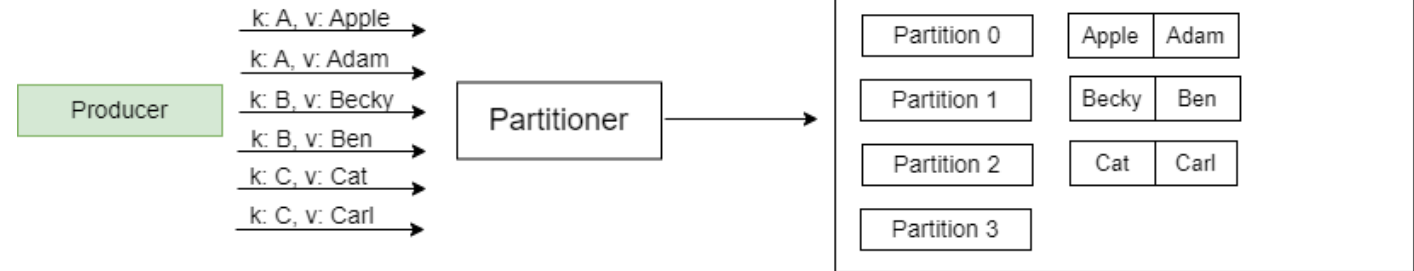 k: A, v: Apple
k: A, v: Adam
k: B, v: Becky
k: B, v: Ben
k: C, v: Cat
k: C, v: Carl
Producer
Partitioner
Partition 0 Apple Adam
Partition 1 Becky Ben
Partition 2 Cat Carl
Partition 3